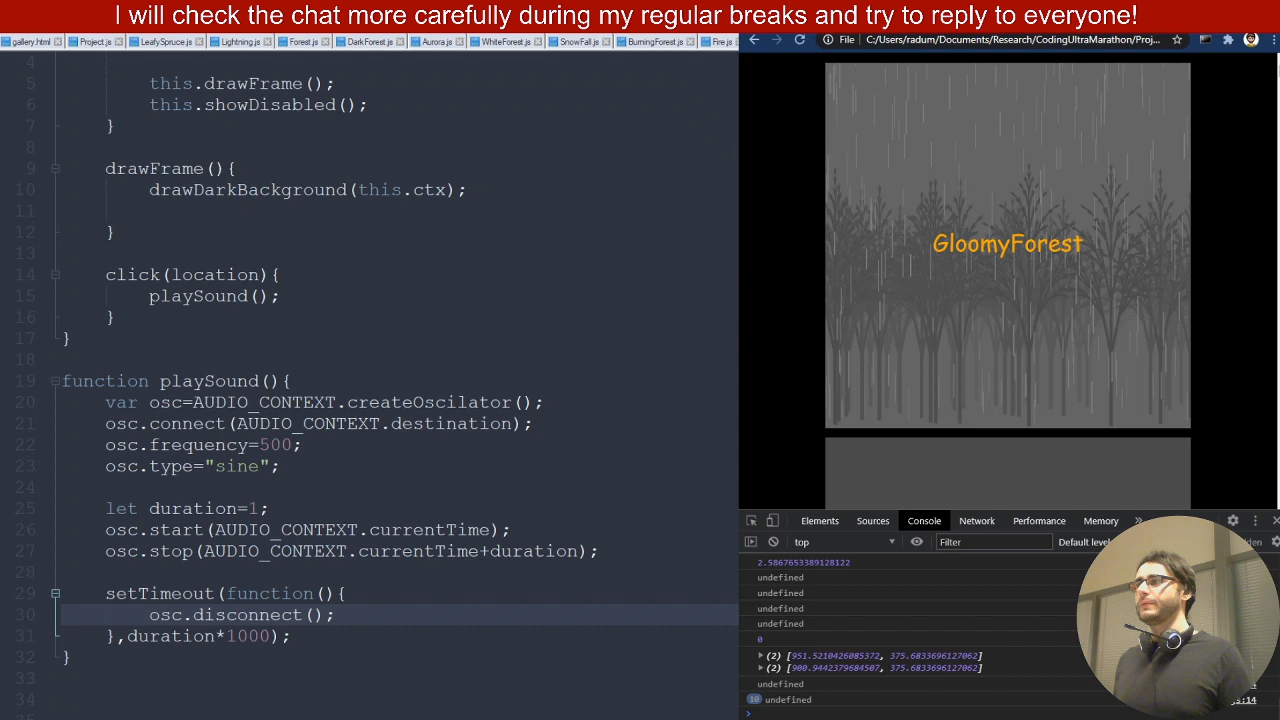 I will check the chat more carefully during my regular breaks and try to reply to everyone!
gallery.html Project.js LeafySpruce.js Lightning.js Forest.js DarkForest.js Aurora.js WhiteForest.js SnowFall.js BurningForest.js Fire.js
File C:/Users/radum/Documents/Research/CodingUltraMarathon/Proj...
4
5 this.drawFrame();
6 this.showDisabled();
7 }
8
9 drawFrame(){
10 drawDarkBackground(this.ctx);
11
12 }
13
14 click(location){
15 playSound();
16 }
17 }
18
19 function playSound(){
20 var osc=AUDIO_CONTEXT.createOscilator();
21 osc.connect(AUDIO_CONTEXT.destination);
22 osc.frequency=500;
23 osc.type="sine";
24
25 let duration=1;
26 osc.start(AUDIO_CONTEXT.currentTime);
27 osc.stop(AUDIO_CONTEXT.currentTime+duration);
28
29 setTimeout(function(){
30 osc.disconnect();
31 },duration*1000);
32 }
33
34
GloomyForest
Elements Sources Console Network Performance Memory »
top Filter Default leve
2.5867653389128122
undefined
undefined
undefined
undefined
0
(2) [951.5210426085372, 375.6833696127062]
(2) [900.9442379684507, 375.6833696127062]
undefined
10 undefined js:14